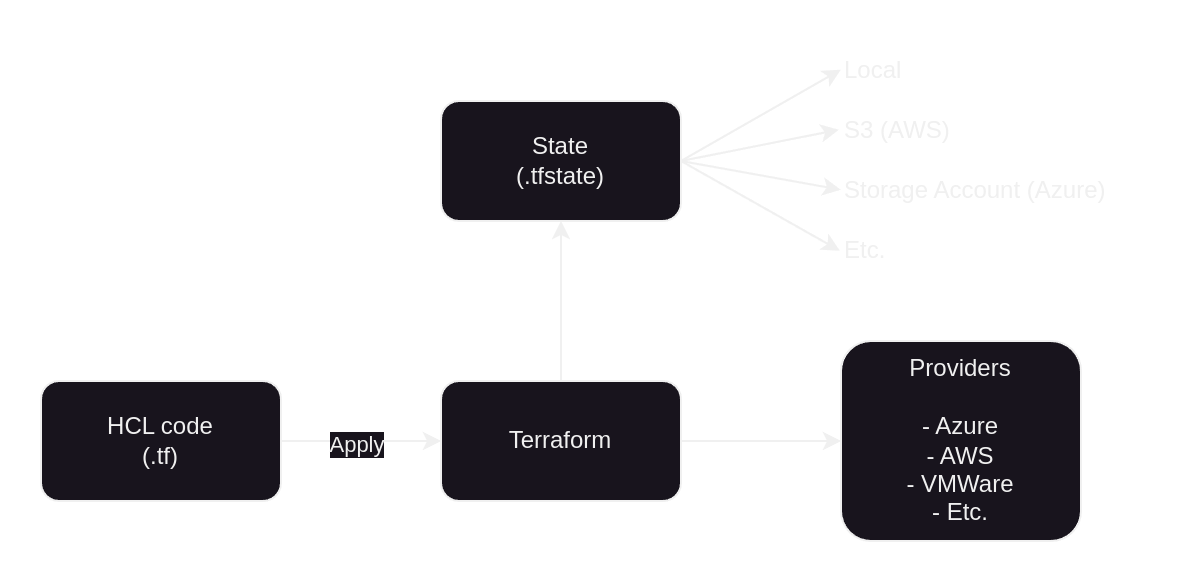 Local
S3 (AWS)
Storage Account (Azure)
Etc.
State
(.tfstate)
HCL code
(.tf)
Apply
Terraform
Providers
- Azure
- AWS
- VMWare
- Etc.